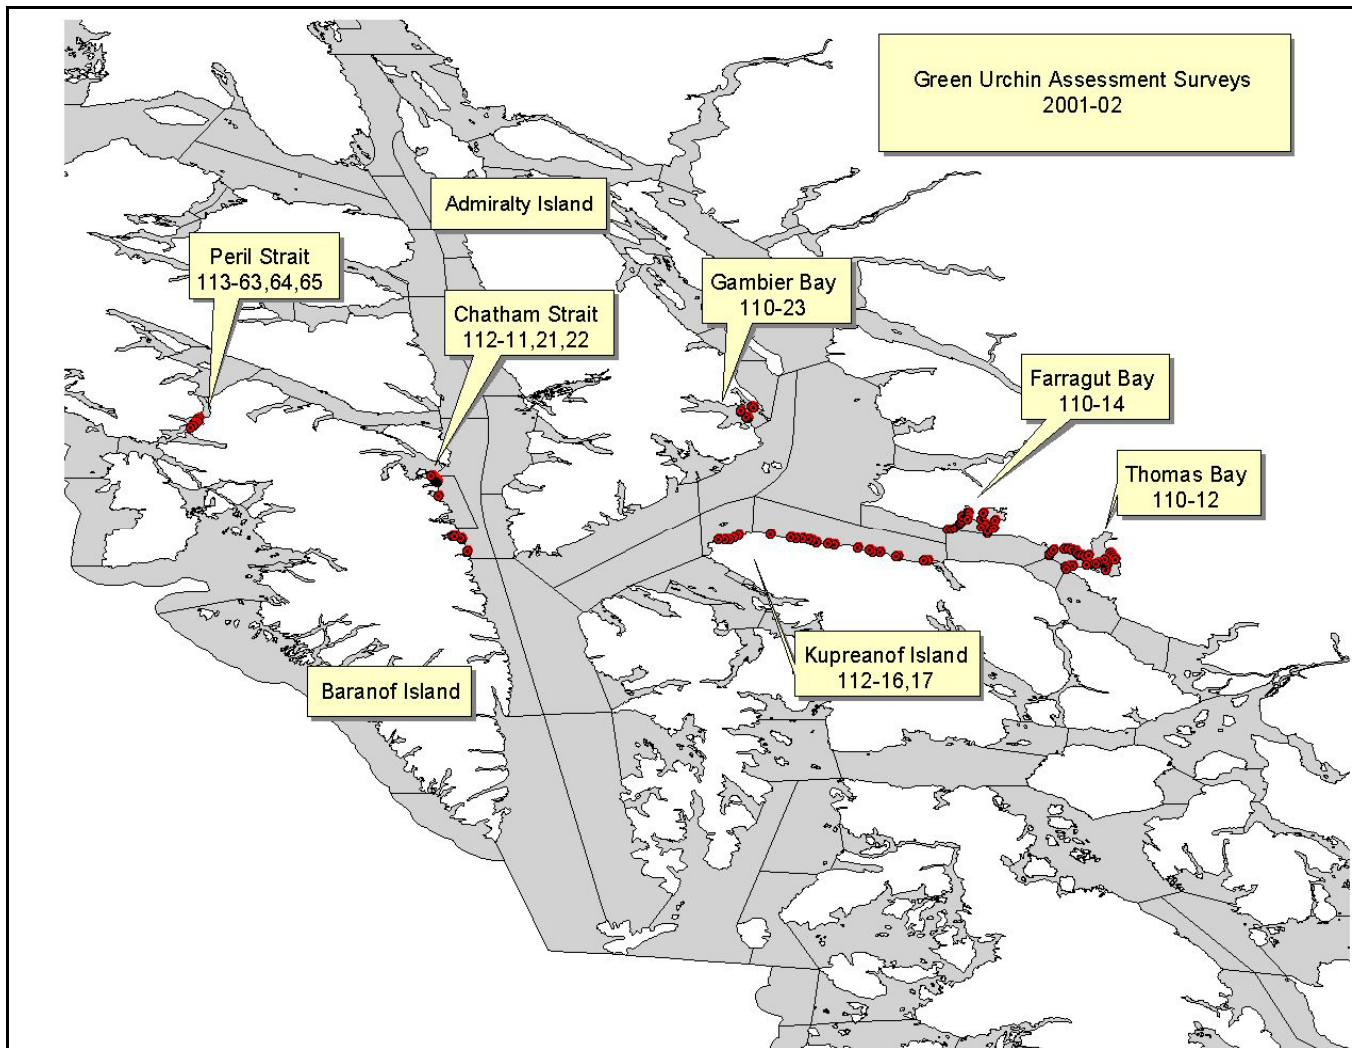 Green Urchin Assessment Surveys
2001-02
Admiralty Island
Peril Strait
113-63,64,65
Gambier Bay
110-23
Chatham Strait
112-11,21,22
Farragut Bay
110-14
Thomas Bay
110-12
Kupreanof Island
112-16,17
Baranof Island